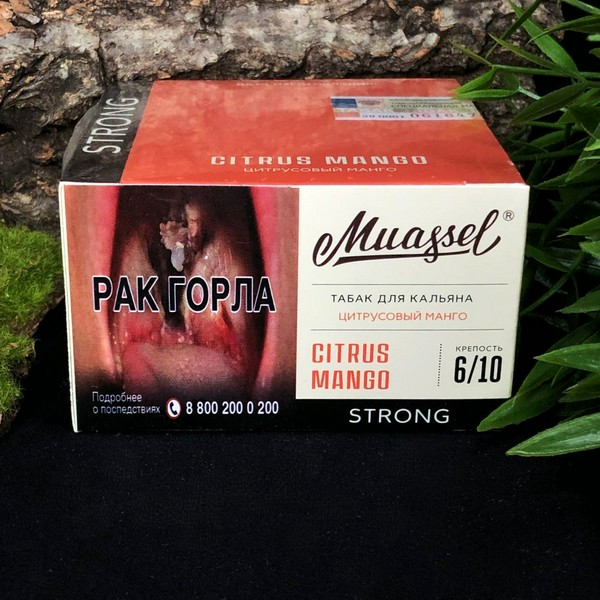 STRONG
CITRUS MANGO
ЦИТРУСОВЫЙ МАНГО
СПЕЦИАЛЬНАЯ
РАК ГОРЛА
Подробнее
о последствиях
8 800 200 0 200
Muassel®
ТАБАК ДЛЯ КАЛЬЯНА
ЦИТРУСОВЫЙ МАНГО
CITRUS
MANGO
КРЕПОСТЬ
6/10
STRONG